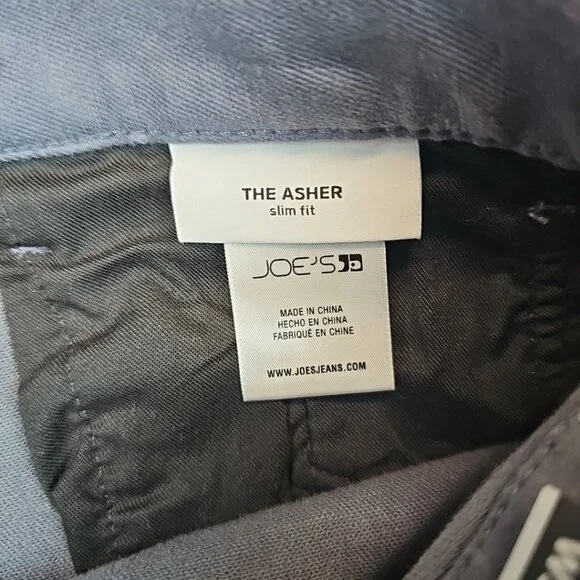 THE ASHER
slim fit
JOE'S
MADE IN CHINA
HECHO EN CHINA
FABRIQUÉ EN CHINE
WWW.JOESJEANS.COM